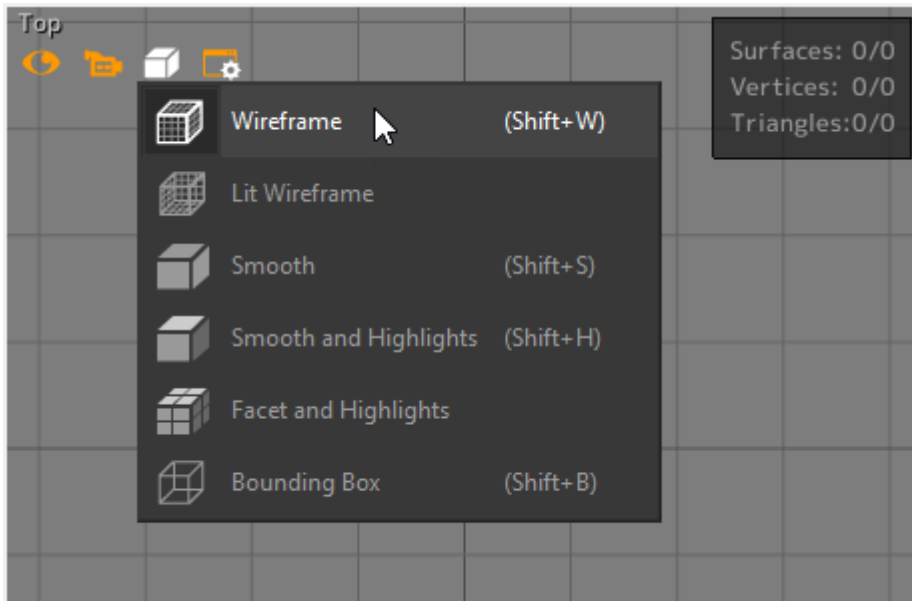 Top
Surfaces: 0/0
Vertices: 0/0
Triangles:0/0
Wireframe (Shift+W)
Lit Wireframe
Smooth (Shift+S)
Smooth and Highlights (Shift+H)
Facet and Highlights
Bounding Box (Shift+B)